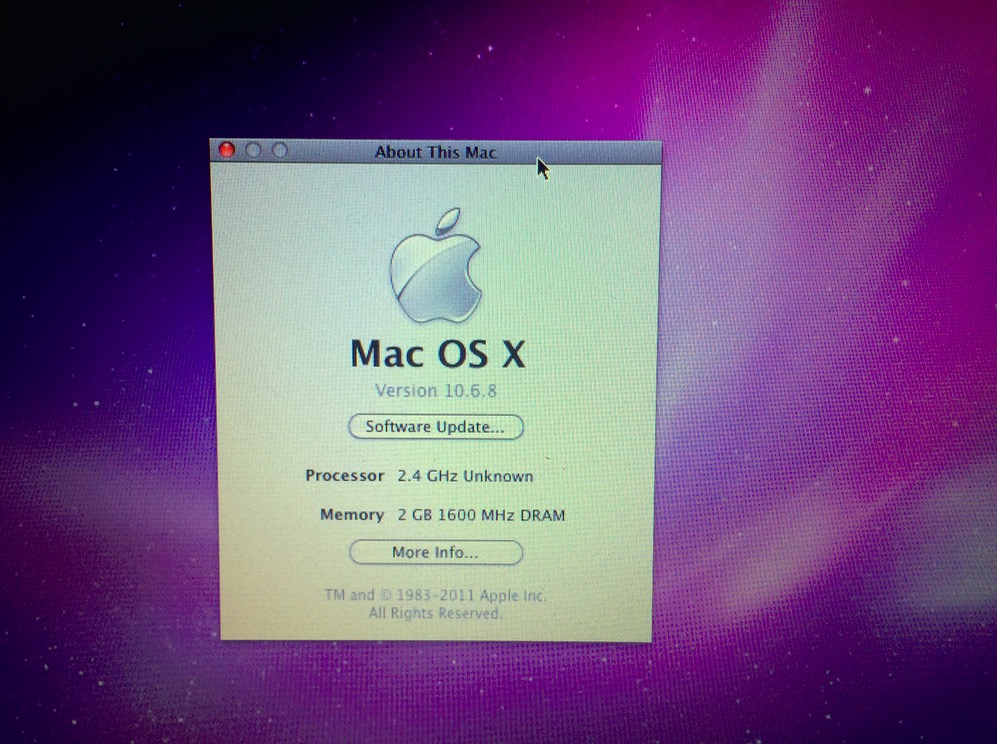 About This Mac
Mac OS X
Version 10.6.8
Software Update...
Processor 2.4 GHz Unknown
Memory 2 GB 1600 MHz DRAM
More Info...
TM and © 1983-2011 Apple Inc.
All Rights Reserved.